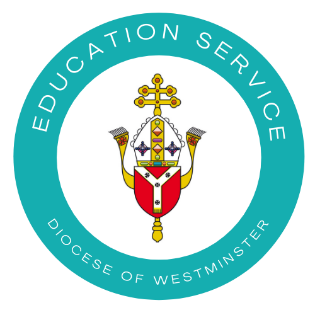 EDUCATION SERVICE
DIOCESE OF WESTMINSTER